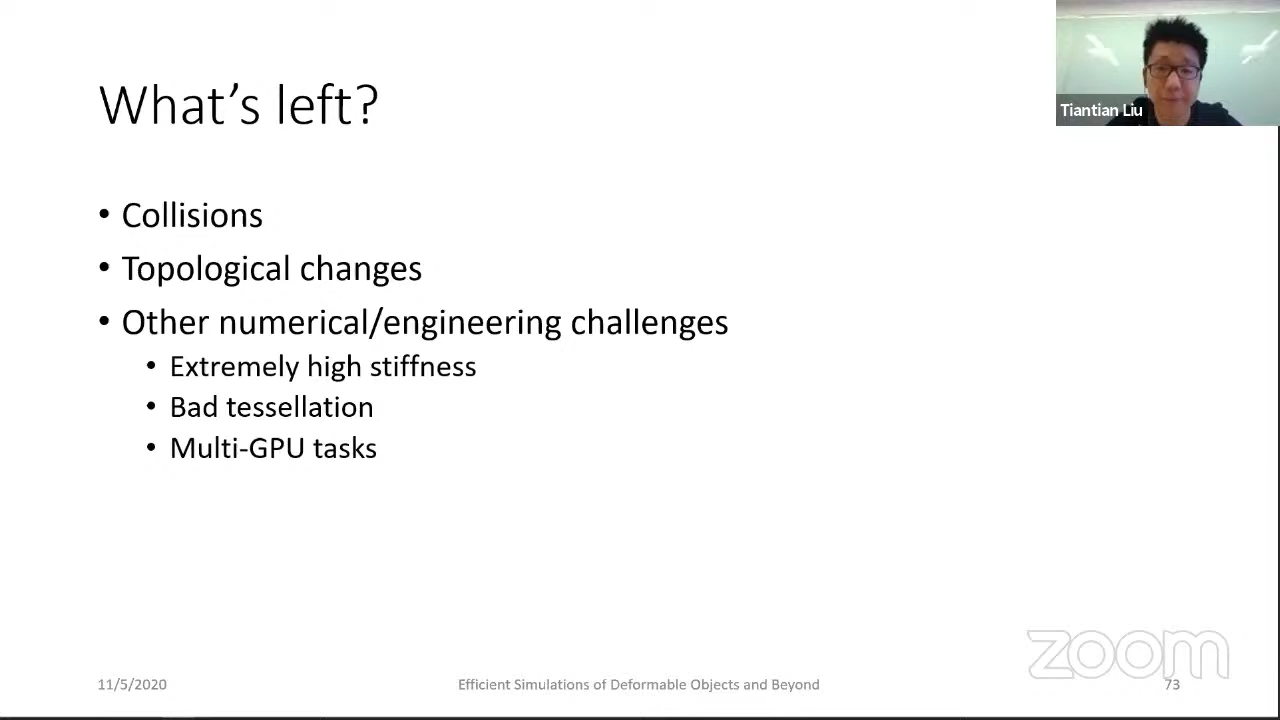 What's left?
Tiantian Liu
• Collisions
• Topological changes
• Other numerical/engineering challenges
• Extremely high stiffness
• Bad tessellation
• Multi-GPU tasks
zoom
11/5/2020
Efficient Simulations of Deformable Objects and Beyond
73